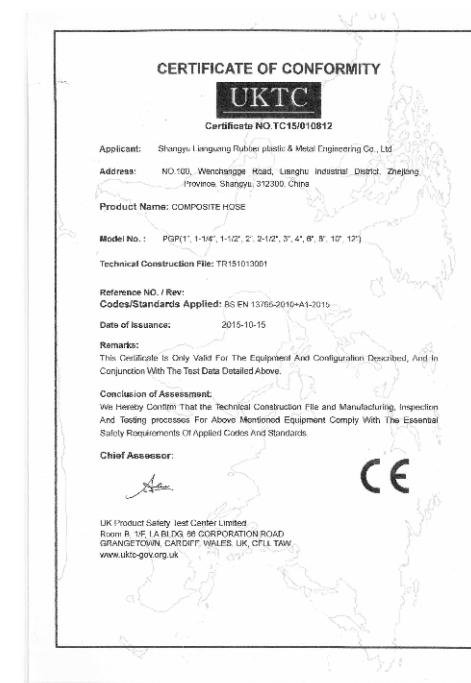 CERTIFICATE OF CONFORMITY
UKTC
Certificate NO.TC15/010812
Applicant: Shangyu Lianguang Rubber plastic & Metal Engineering Co., Ltd
Address: NO.100, Wenchangge Road, Lianghu Industrial District, Zhejiang
Province, Shangyu, 312300, China
Product Name: COMPOSITE HOSE
Model No. : PGP(1", 1-1/4", 1-1/2", 2", 2-1/2", 3", 4", 6", 8", 10", 12")
Technical Construction File: TR151013001
Reference NO. / Rev:
Codes/Standards Applied: BS EN 13765-2010+A1-2015
Date of Issuance: 2015-10-15
Remarks:
This Certificate Is Only Valid For The Equipment And Configuration Described, And In
Conjunction With The Test Data Detailed Above.
Conclusion of Assessment:
We Hereby Confirm That the Technical Construction File and Manufacturing, Inspection
And Testing processes For Above Mentioned Equipment Comply With The Essential
Safety Requirements Of Applied Codes And Standards.
Chief Assessor:
CE
UK Product Safety Test Center Limited
Room B, 1/F, LA BLDG, 66 CORPORATION ROAD
GRANGETOWN, CARDIFF, WALES, UK, CF11 7AW
www.uktc-gov.org.uk